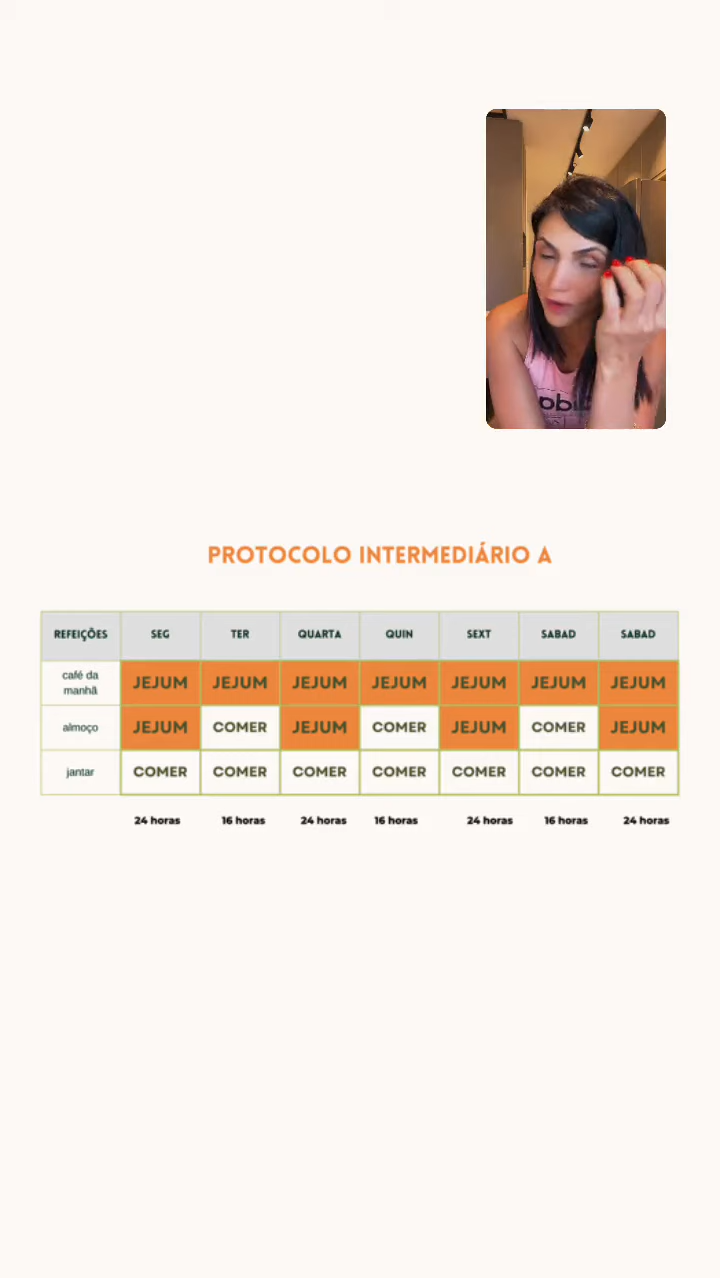 PROTOCOLO INTERMEDIÁRIO A
REFEIÇÕES SEG TER QUARTA QUIN SEXT SABAD SABAD
café da manhã JEJUM JEJUM JEJUM JEJUM JEJUM JEJUM JEJUM
almoço JEJUM COMER JEJUM COMER JEJUM COMER JEJUM
jantar COMER COMER COMER COMER COMER COMER COMER
24 horas 16 horas 24 horas 16 horas 24 horas 16 horas 24 horas